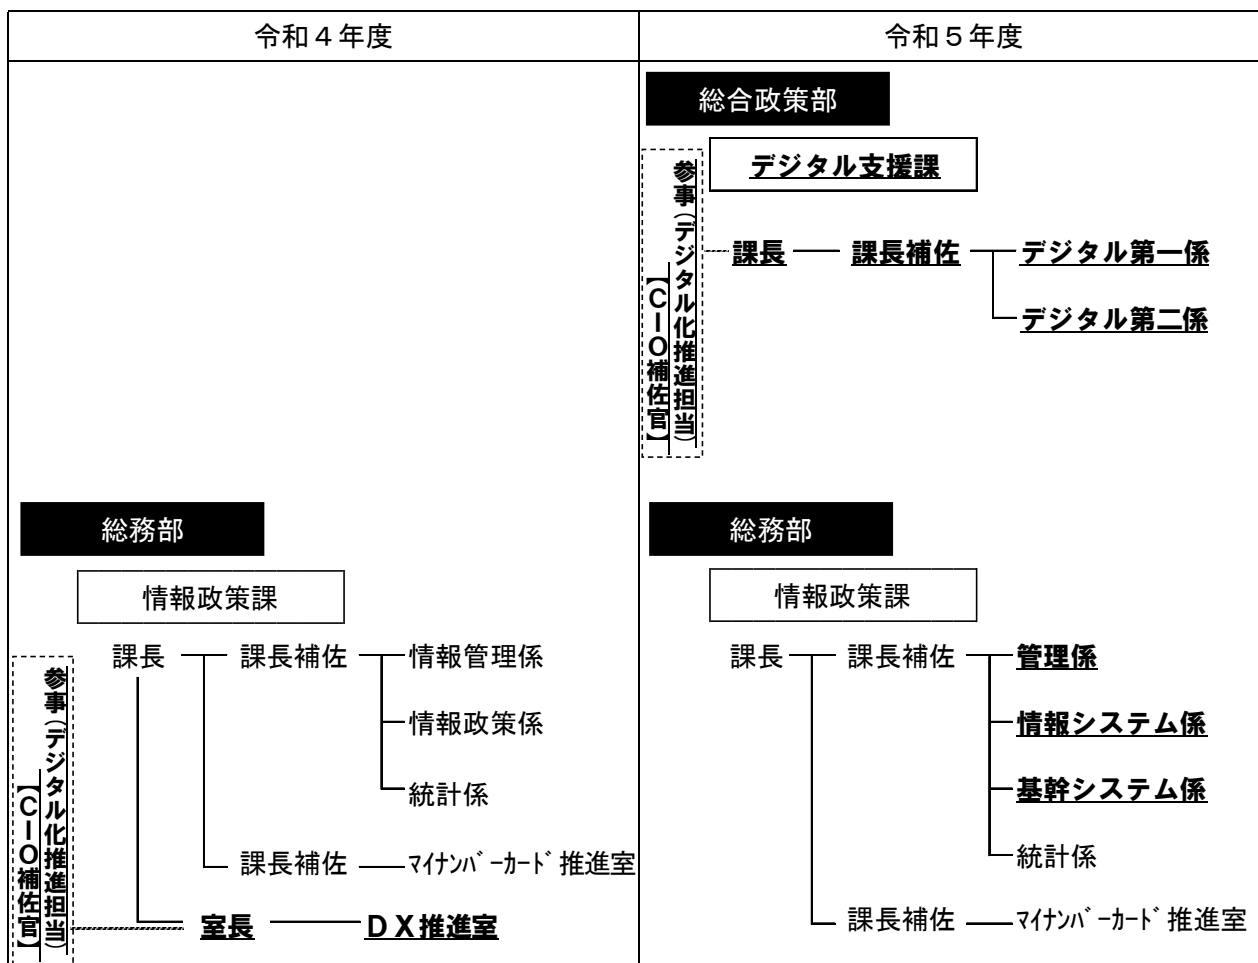 令和４年度
令和５年度
総合政策部
デジタル支援課
参事（デジタル化推進担当）
【ＣＩＯ補佐官】
課長 課長補佐 デジタル第一係
デジタル第二係
総務部
情報政策課
課長 課長補佐 情報管理係
情報政策係
統計係
課長補佐 ﾏｲﾅﾝﾊﾞｰｶｰﾄﾞ推進室
参事（デジタル化推進担当）
【ＣＩＯ補佐官】
室長 ＤＸ推進室
総務部
情報政策課
課長 課長補佐 管理係
情報システム係
基幹システム係
統計係
課長補佐 ﾏｲﾅﾝﾊﾞｰｶｰﾄﾞ推進室